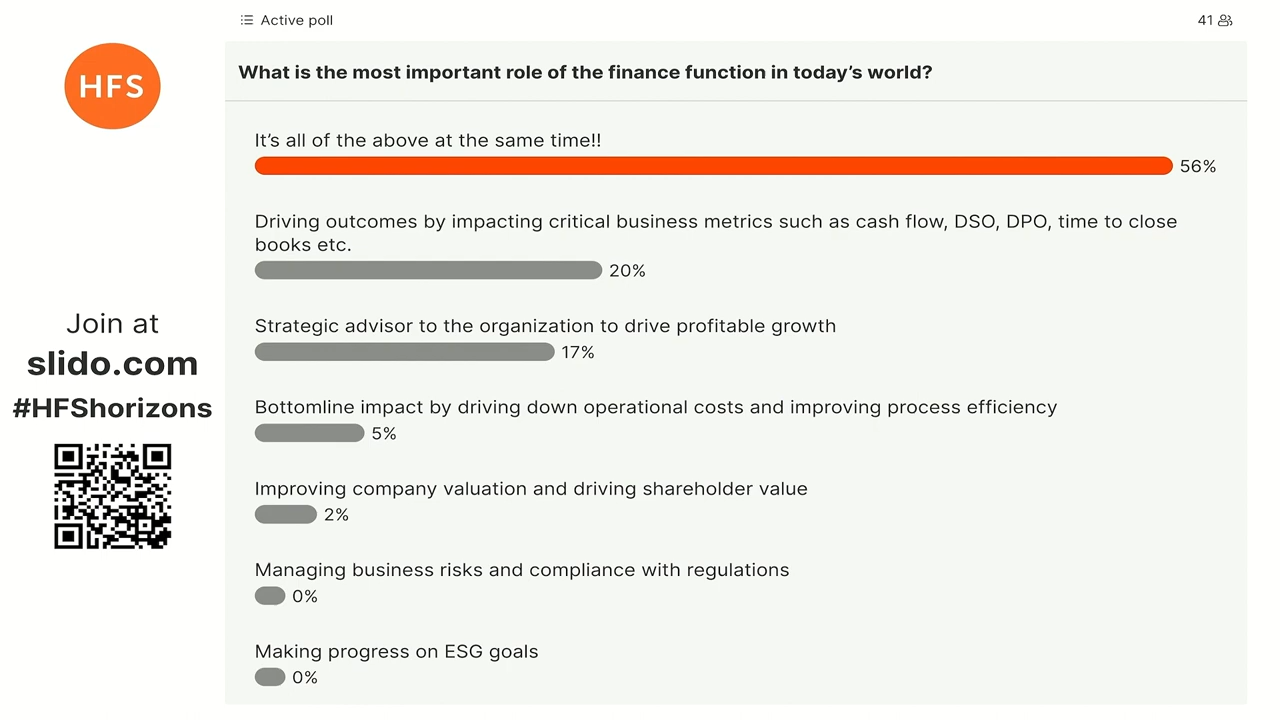 Active poll
41
HFS
What is the most important role of the finance function in today’s world?
It’s all of the above at the same time!!
56%
Driving outcomes by impacting critical business metrics such as cash flow, DSO, DPO, time to close
books etc.
20%
Strategic advisor to the organization to drive profitable growth
17%
Bottomline impact by driving down operational costs and improving process efficiency
5%
Improving company valuation and driving shareholder value
2%
Managing business risks and compliance with regulations
0%
Making progress on ESG goals
0%
Join at
slido.com
#HFShorizons